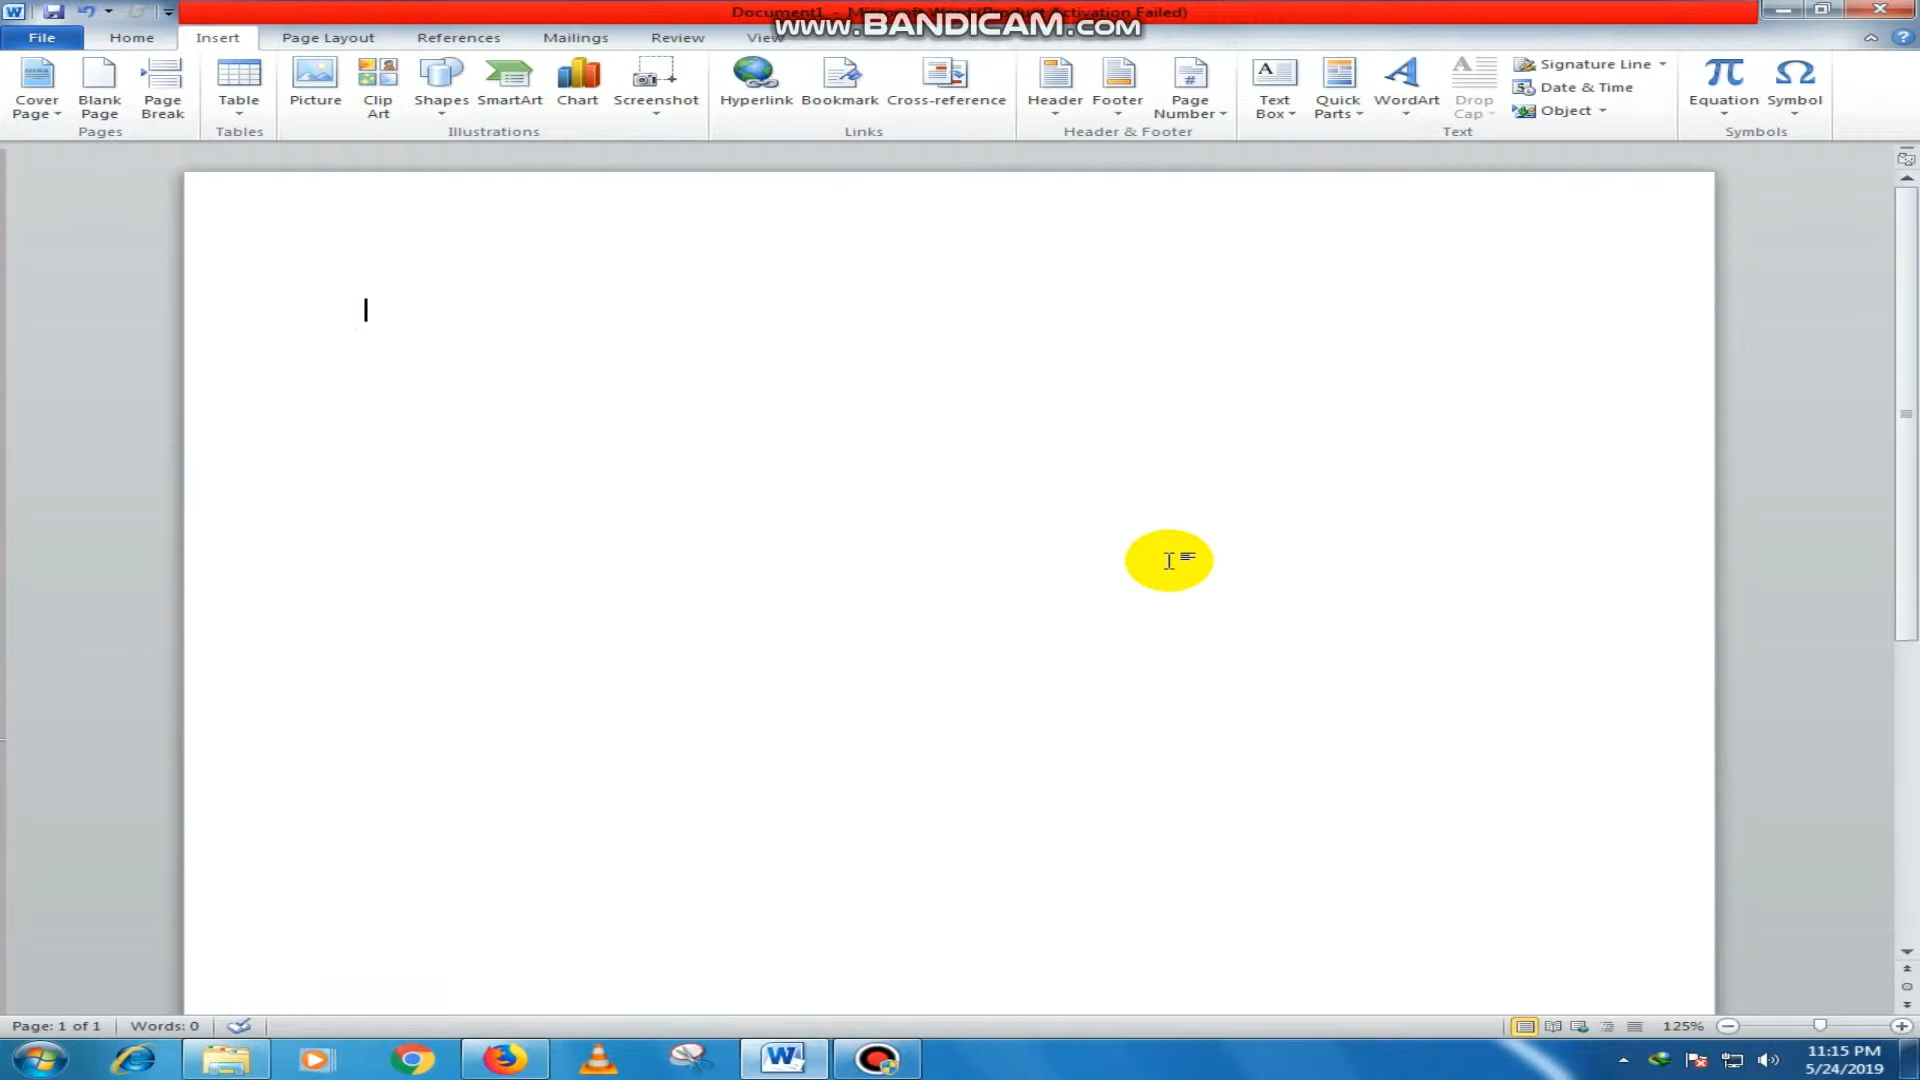 Document1 - Microsoft Word (Product Activation Failed)
www.BANDICAM.com
File Home Insert Page Layout References Mailings Review View
Cover Page Blank Page Page Break Table Picture Clip Art Shapes SmartArt Chart Screenshot Hyperlink Bookmark Cross-reference Header Footer Page Number Text Box Quick Parts WordArt Drop Cap Signature Line Date & Time Object Equation Symbol
Pages Tables Illustrations Links Header & Footer Text Symbols
Page: 1 of 1 Words: 0 125%
11:15 PM
5/24/2019